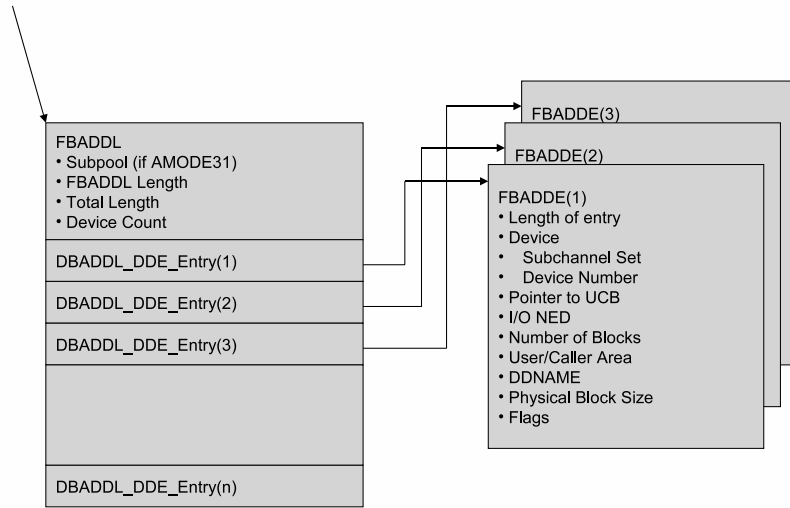 FBADDL
• Subpool (if AMODE31)
• FBADDL Length
• Total Length
• Device Count
DBADDL_DDE_Entry(1)
DBADDL_DDE_Entry(2)
DBADDL_DDE_Entry(3)
DBADDL_DDE_Entry(n)
FBADDE(3)
FBADDE(2)
FBADDE(1)
• Length of entry
• Device
• Subchannel Set
• Device Number
• Pointer to UCB
• I/O NED
• Number of Blocks
• User/Caller Area
• DDNAME
• Physical Block Size
• Flags